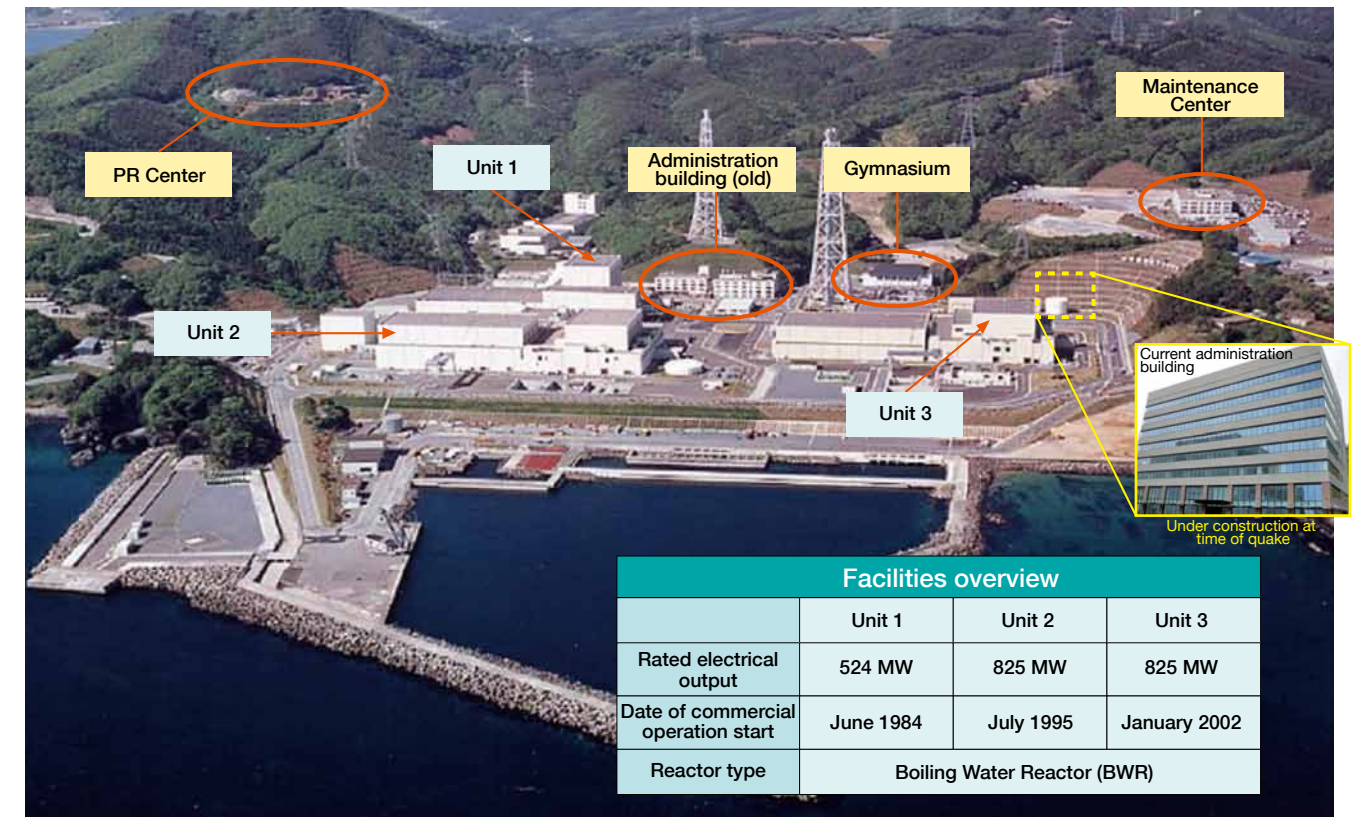 Maintenance
Center
PR Center
Unit 1
Administration
building (old)
Gymnasium
Unit 2
Current administration
building
Unit 3
Under construction at
time of quake
Facilities overview
Unit 1 Unit 2 Unit 3
Rated electrical
output 524 MW 825 MW 825 MW
Date of commercial
operation start June 1984 July 1995 January 2002
Reactor type Boiling Water Reactor (BWR)